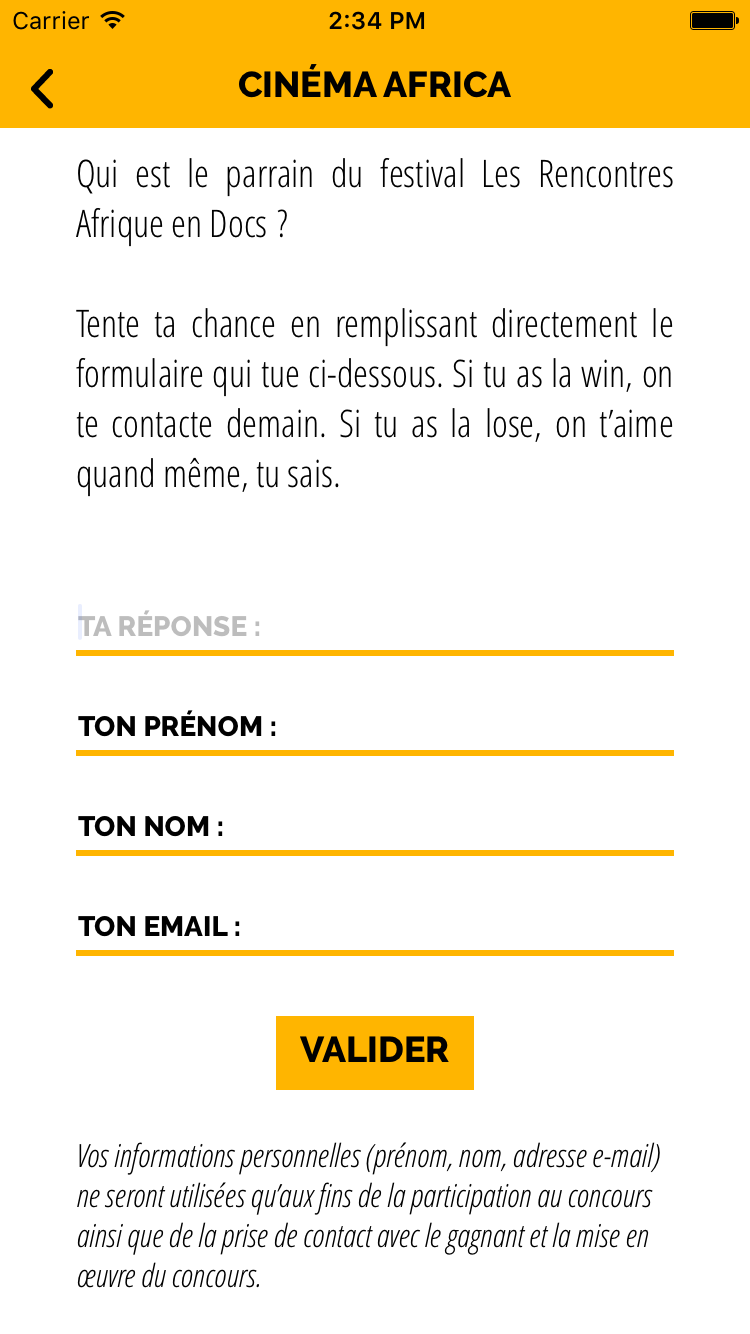 Carrier
2:34 PM
CINÉMA AFRICA
Qui est le parrain du festival Les Rencontres
Afrique en Docs ?
Tente ta chance en remplissant directement le
formulaire qui tue ci-dessous. Si tu as la win, on
te contacte demain. Si tu as la lose, on t’aime
quand même, tu sais.
TA RÉPONSE :
TON PRÉNOM :
TON NOM :
TON EMAIL :
VALIDER
Vos informations personnelles (prénom, nom, adresse e-mail)
ne seront utilisées qu’aux fins de la participation au concours
ainsi que de la prise de contact avec le gagnant et la mise en
œuvre du concours.